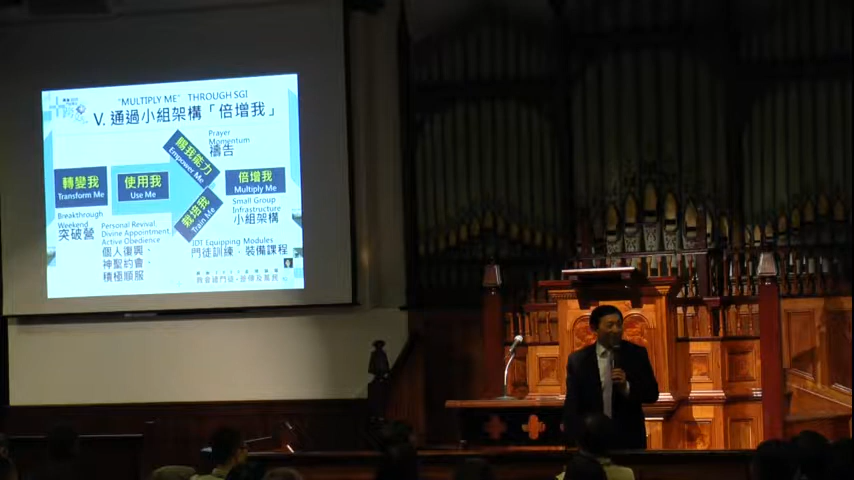 "MULTIPLY ME" THROUGH SGI
V. 通過小組架構「倍增我」
賜我能力
Empower Me
Prayer
Momentum
禱告
轉變我
Transform Me
使用我
Use Me
倍增我
Multiply Me
栽培我
Train Me
Breakthrough
Weekend
突破營
Personal Revival,
Divine Appointment,
Active Obedience
個人復興、
神聖約會、
積極順服
Small Group
Infrastructure
小組架構
IDT Equipping Modules
門徒訓練，裝備課程